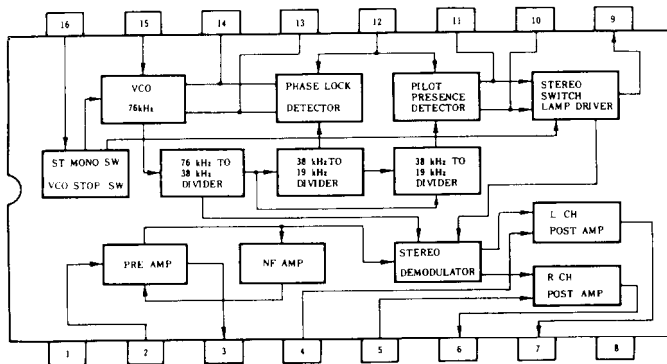 16 15 14 13 12 11 10 9
VCO
76kHz
PHASE LOCK
DETECTOR
PILOT
PRESENCE
DETECTOR
STEREO
SWITCH
LAMP DRIVER
ST MONO SW
VCO STOP SW
76 kHz TO
38 kHz
DIVIDER
38 kHz TO
19 kHz
DIVIDER
38 kHz TO
19 kHz
DIVIDER
PRE AMP
NF AMP
STEREO
DEMODULATOR
L CH
POST AMP
R CH
POST AMP
1 2 3 4 5 6 7 8